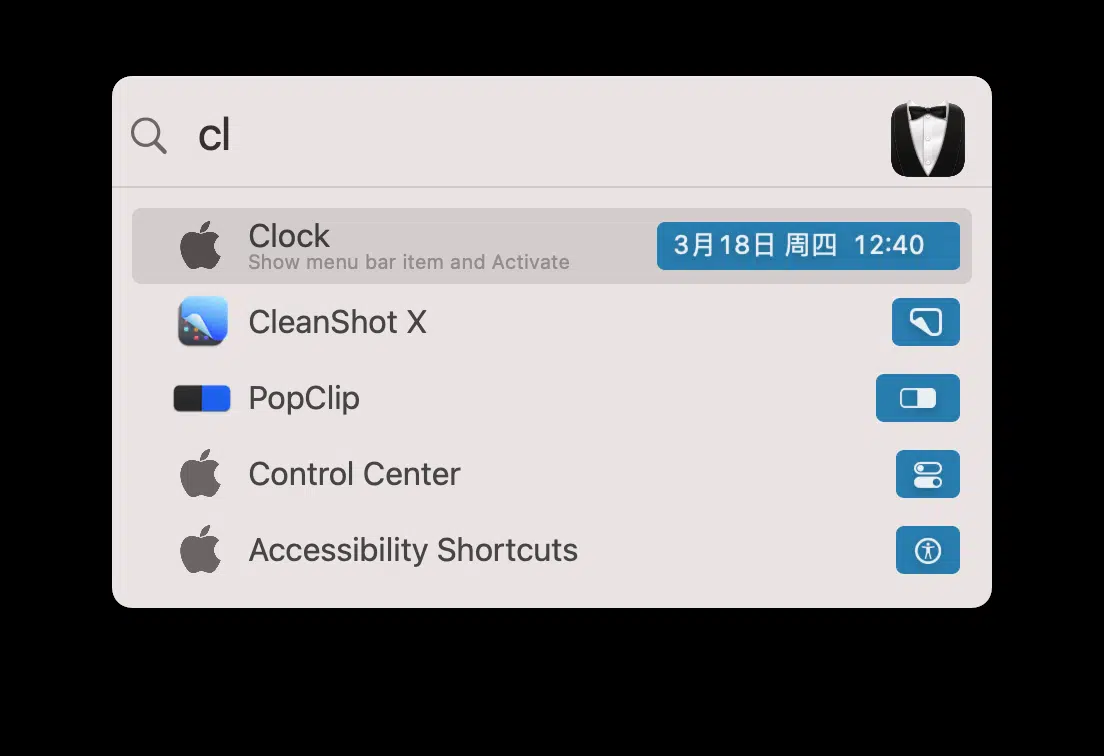 cl
Clock
Show menu bar item and Activate
3月18日 周四 12:40
CleanShot X
PopClip
Control Center
Accessibility Shortcuts